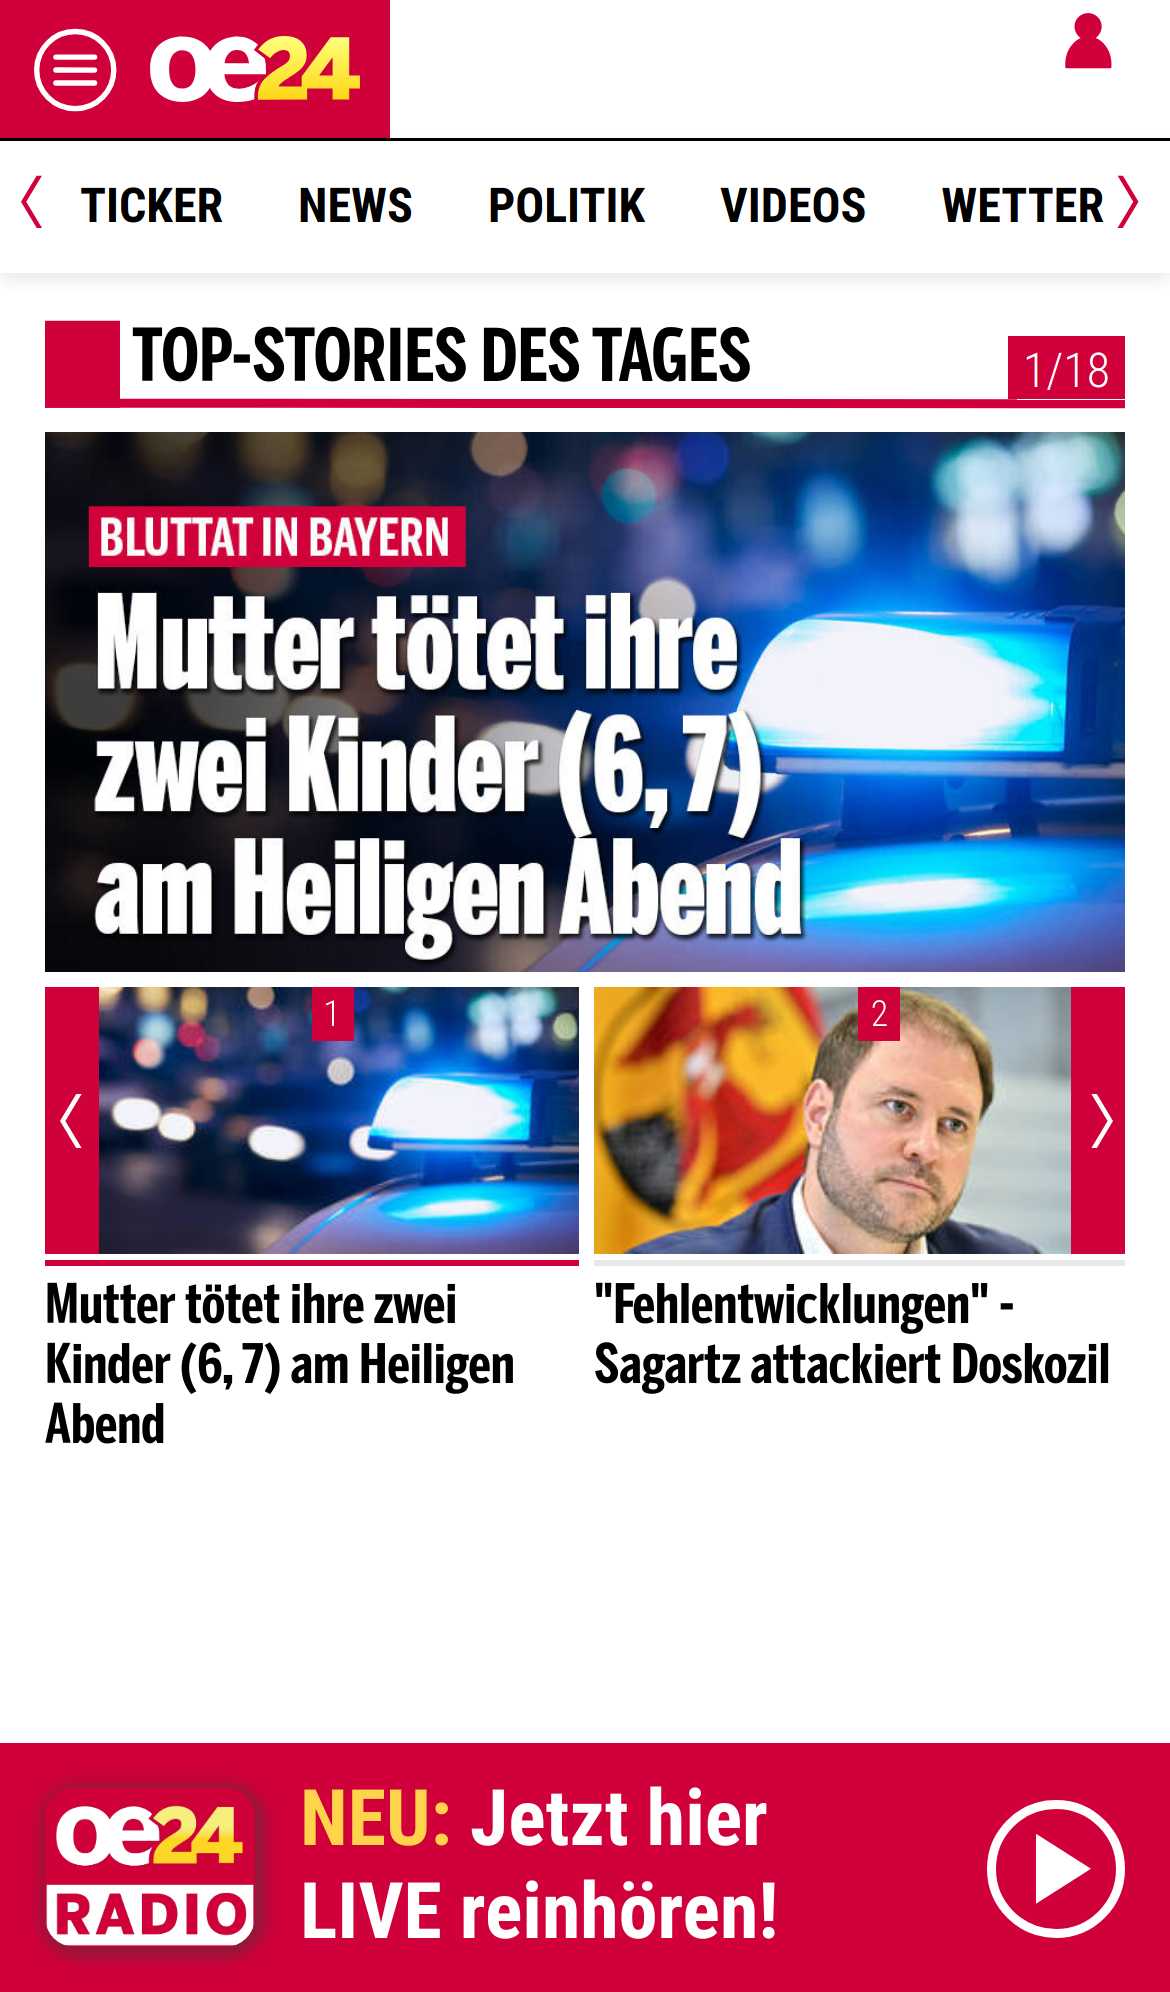 oe24
TICKER NEWS POLITIK VIDEOS WETTER
TOP-STORIES DES TAGES
1/18
BLUTTAT IN BAYERN
Mutter tötet ihre
zwei Kinder (6, 7)
am Heiligen Abend
1
2
Mutter tötet ihre zwei
Kinder (6, 7) am Heiligen
Abend
"Fehlentwicklungen" -
Sagartz attackiert Doskozil
oe24
RADIO
NEU: Jetzt hier
LIVE reinhören!